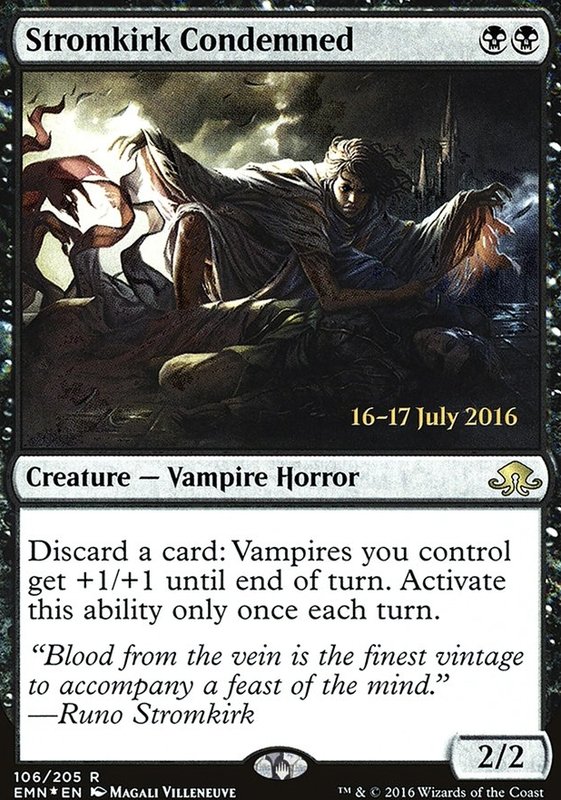 Stromkirk Condemned
16–17 July 2016
Creature — Vampire Horror
Discard a card: Vampires you control
get +1/+1 until end of turn. Activate
this ability only once each turn.
“Blood from the vein is the finest vintage
to accompany a feast of the mind.”
—Runo Stromkirk
2/2
106/205 R
EMN★EN Magali Villeneuve
™ & © 2016 Wizards of the Coast